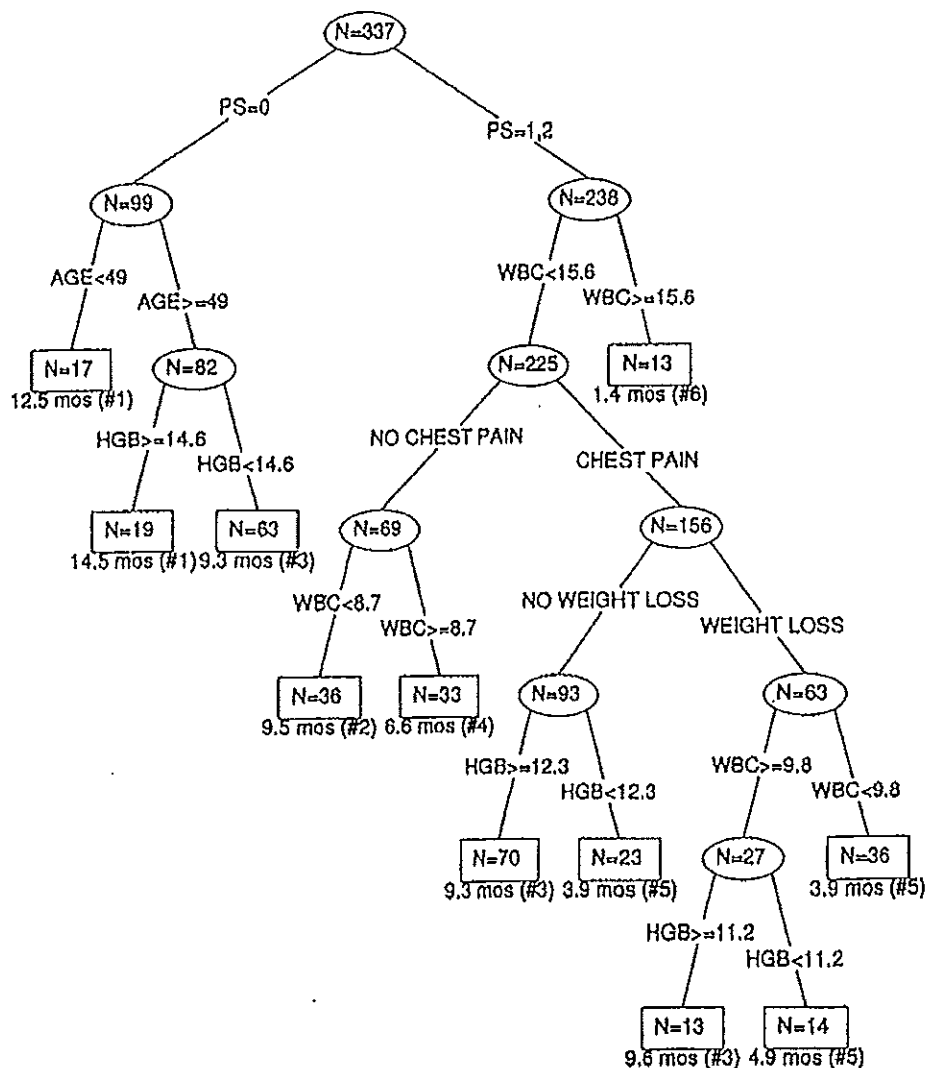 N=337
PS=0
PS=1,2
N=99
N=238
AGE<49
AGE>=49
WBC<15.6
WBC>=15.6
N=17
12.5 mos (#1)
N=82
N=225
N=13
1.4 mos (#6)
HGB>=14.6
HGB<14.6
NO CHEST PAIN
CHEST PAIN
N=19
14.5 mos (#1)
N=63
9.3 mos (#3)
N=69
N=156
WBC<8.7
WBC>=8.7
NO WEIGHT LOSS
WEIGHT LOSS
N=36
9.5 mos (#2)
N=33
6.6 mos (#4)
N=93
N=63
HGB>=12.3
HGB<12.3
WBC>=9.8
WBC<9.8
N=70
9.3 mos (#3)
N=23
3.9 mos (#5)
N=27
N=36
3.9 mos (#5)
HGB>=11.2
HGB<11.2
N=13
9.6 mos (#3)
N=14
4.9 mos (#5)